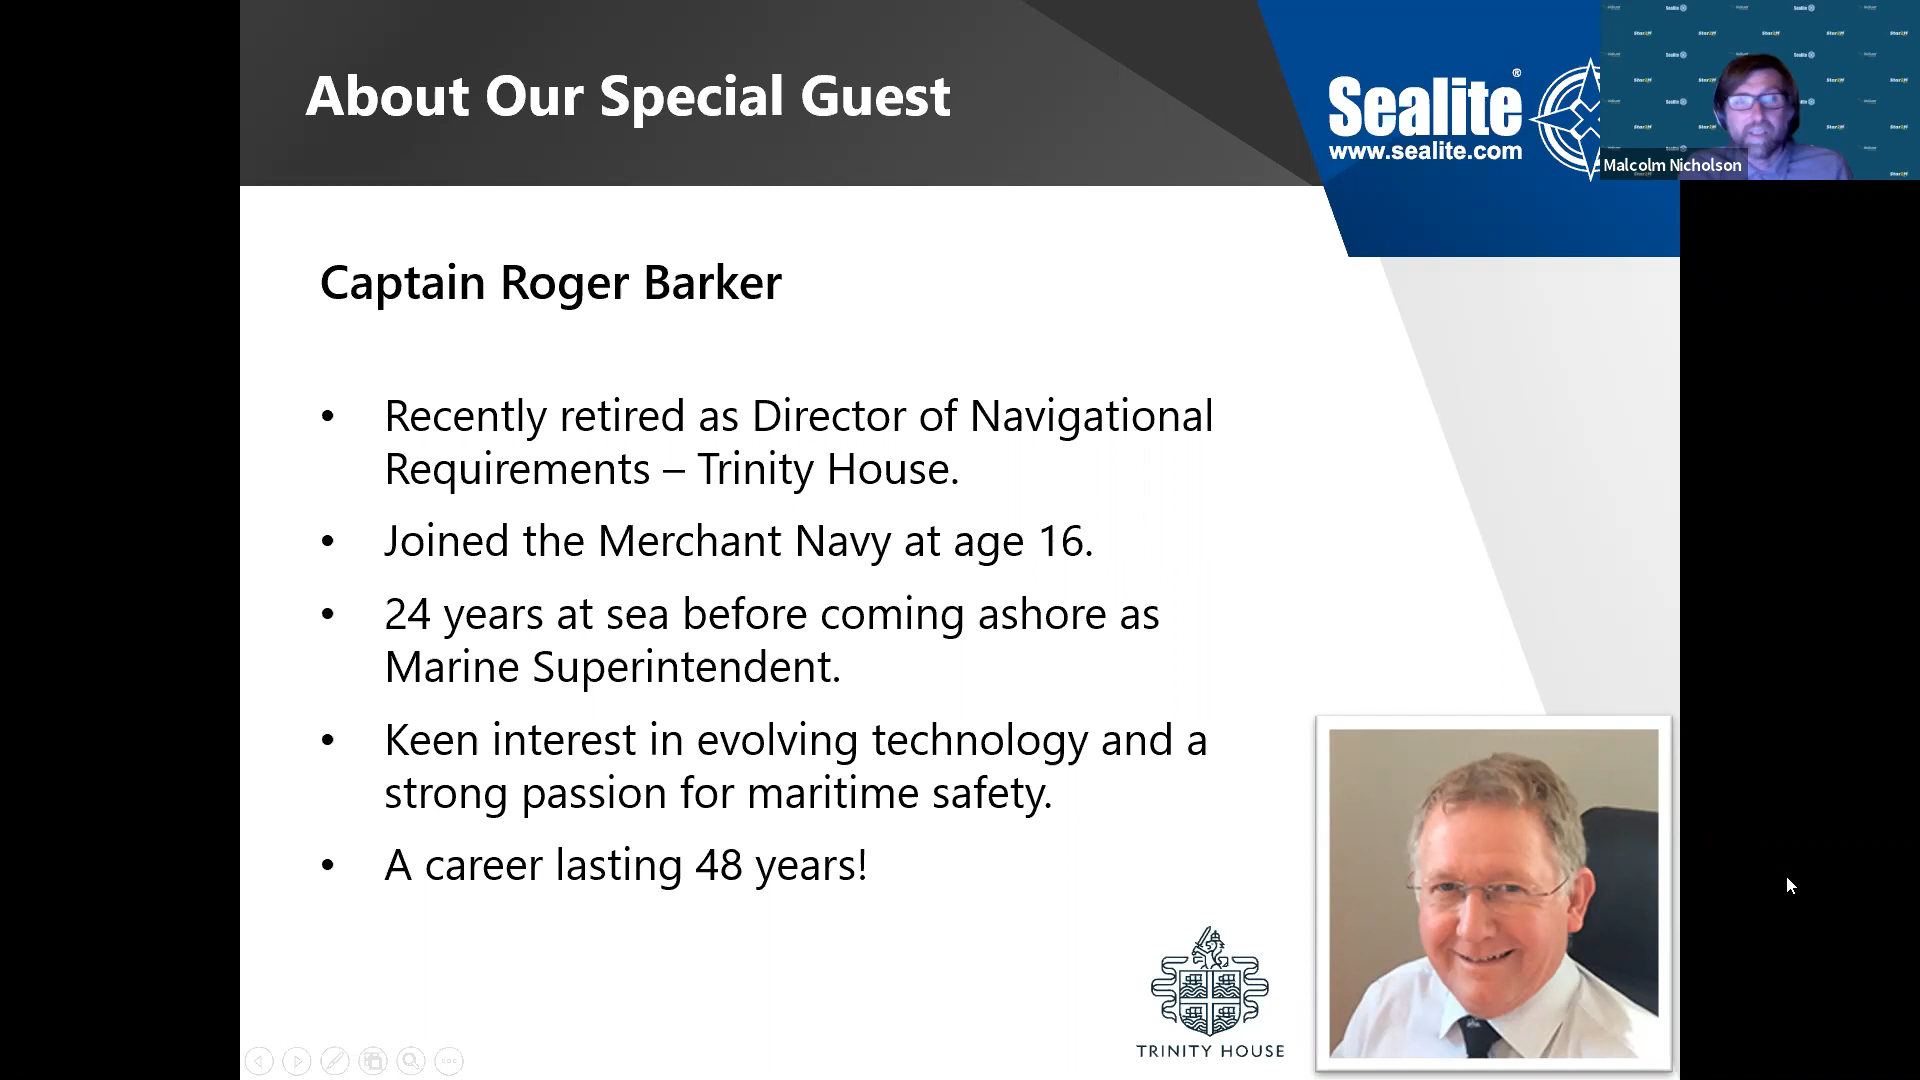 About Our Special Guest
Sealite®
www.sealite.com
Malcolm Nicholson
Captain Roger Barker
• Recently retired as Director of Navigational
Requirements – Trinity House.
• Joined the Merchant Navy at age 16.
• 24 years at sea before coming ashore as
Marine Superintendent.
• Keen interest in evolving technology and a
strong passion for maritime safety.
• A career lasting 48 years!
TRINITY HOUSE